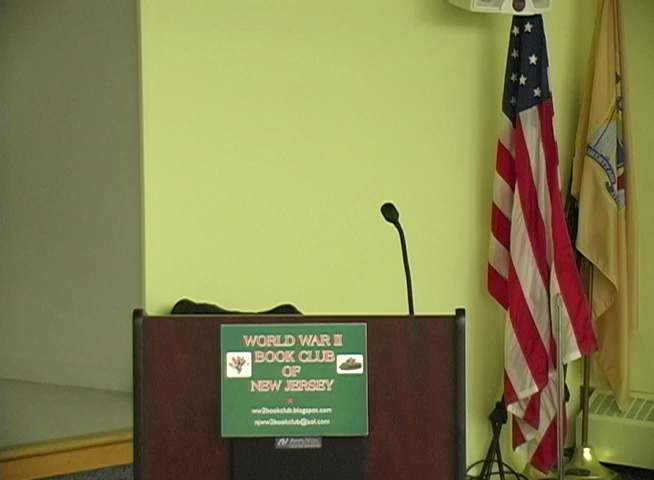 WORLD WAR II
BOOK CLUB
OF
NEW JERSEY
ww2bookclub.blogspot.com
njww2bookclub@aol.com